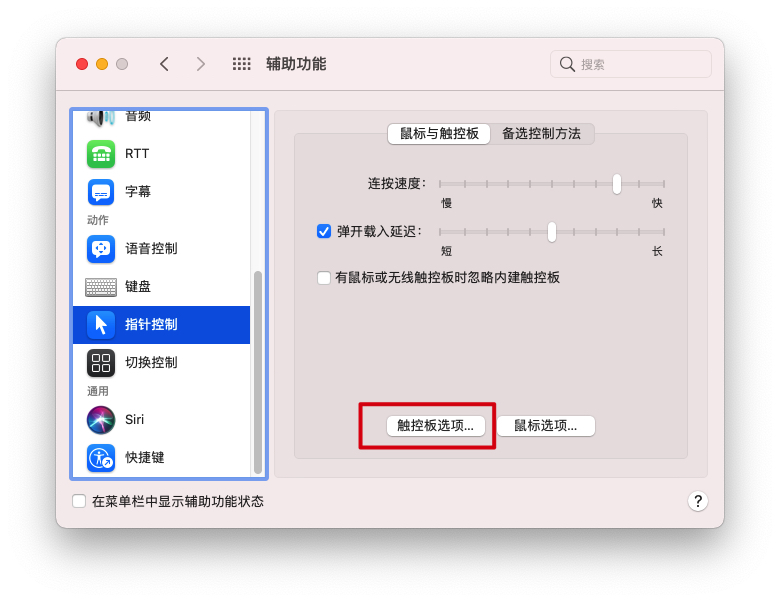 辅助功能
搜索
音频
RTT
字幕
动作
语音控制
键盘
指针控制
切换控制
通用
Siri
快捷键
鼠标与触控板
备选控制方法
连按速度：
慢
快
弹开载入延迟：
短
长
有鼠标或无线触控板时忽略内建触控板
触控板选项...
鼠标选项...
在菜单栏中显示辅助功能状态
?